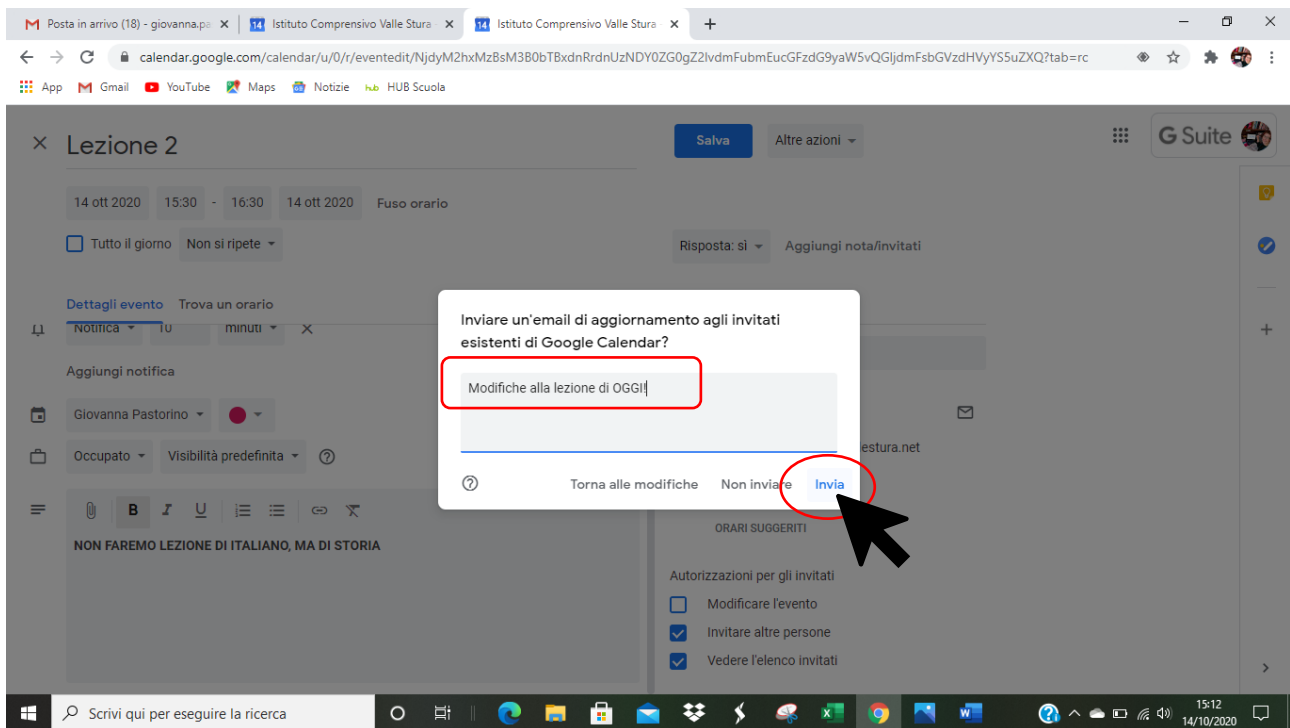 Posta in arrivo (18) - giovanna.pa
Istituto Comprensivo Valle Stura -
Istituto Comprensivo Valle Stura -
calendar.google.com/calendar/u/0/r/eventedit/NjdyM2hxMzBsM3B0bTBxdnRrdnUzNDY0ZG0gZ2lvdmFubmEucGFzdG9yaW5vQGljdmFsbGVzdHVyYS5uZXQ?tab=rc
App Gmail YouTube Maps Notizie hub HUB Scuola
Lezione 2
Salva Altre azioni
G Suite
14 ott 2020 15:30 - 16:30 14 ott 2020 Fuso orario
Tutto il giorno Non si ripete
Risposta: sì Aggiungi nota/invitati
Dettagli evento Trova un orario
Notifica 10 minuti
Aggiungi notifica
Giovanna Pastorino
Occupato Visibilità predefinita
B I U
NON FAREMO LEZIONE DI ITALIANO, MA DI STORIA
Inviare un'email di aggiornamento agli invitati
esistenti di Google Calendar?
Modifiche alla lezione di OGGI!
Torna alle modifiche Non inviare Invia
estura.net
ORARI SUGGERITI
Autorizzazioni per gli invitati
Modificare l'evento
Invitare altre persone
Vedere l'elenco invitati
Scrivi qui per eseguire la ricerca
15:12
14/10/2020